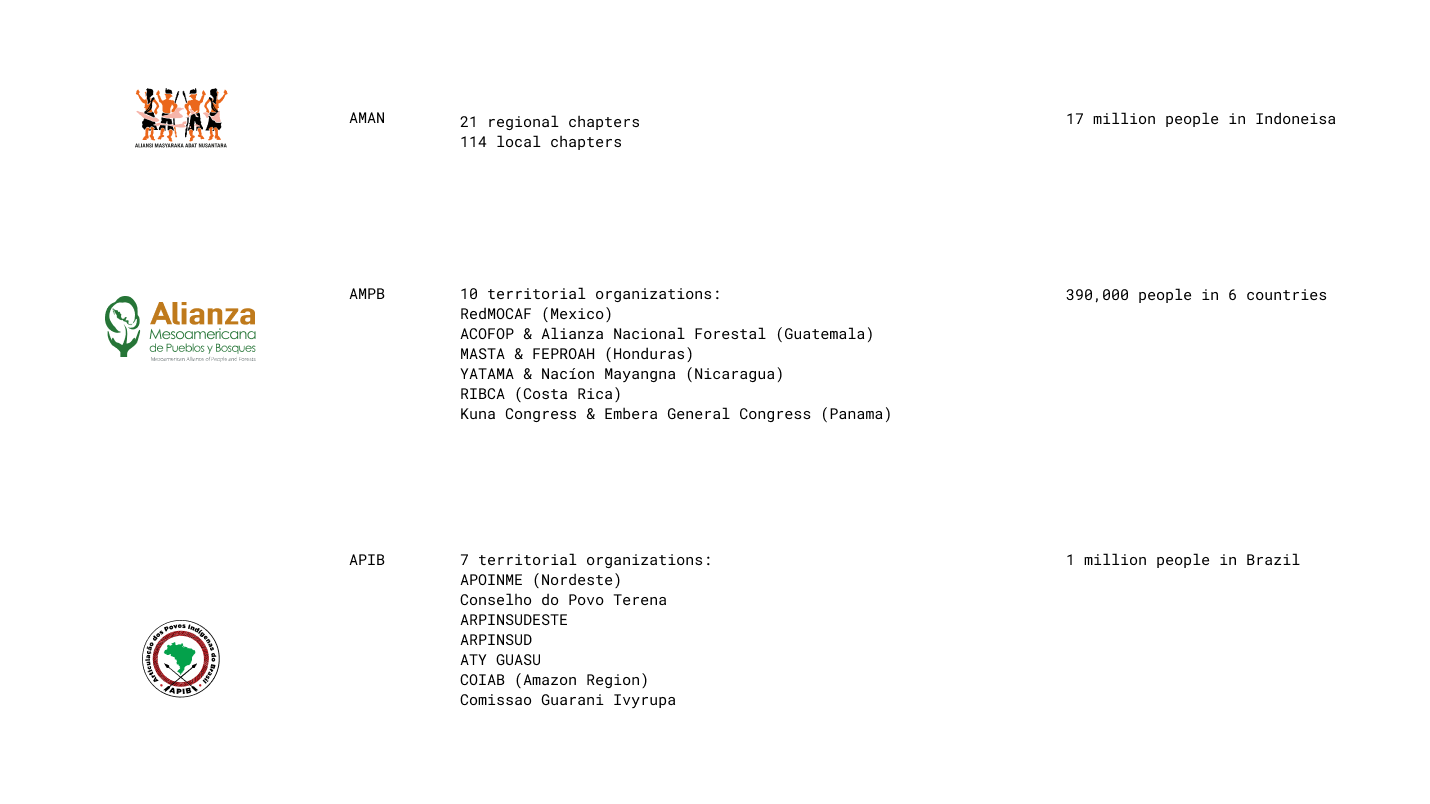 ALIANSI MASYARAKA ADAT NUSANTARA
AMAN
21 regional chapters
114 local chapters
17 million people in Indoneisa
Alianza
Mesoamericana
de Pueblos y Bosques
Mesoamerican Alliance of People and Forests
AMPB
10 territorial organizations:
RedMOCAF (Mexico)
ACOFOP & Alianza Nacional Forestal (Guatemala)
MASTA & FEPROAH (Honduras)
YATAMA & Nacíon Mayangna (Nicaragua)
RIBCA (Costa Rica)
Kuna Congress & Embera General Congress (Panama)
390,000 people in 6 countries
Articulação dos Povos Indígenas do Brasil
APIB
APIB
7 territorial organizations:
APOINME (Nordeste)
Conselho do Povo Terena
ARPINSUDESTE
ARPINSUD
ATY GUASU
COIAB (Amazon Region)
Comissao Guarani Ivyrupa
1 million people in Brazil